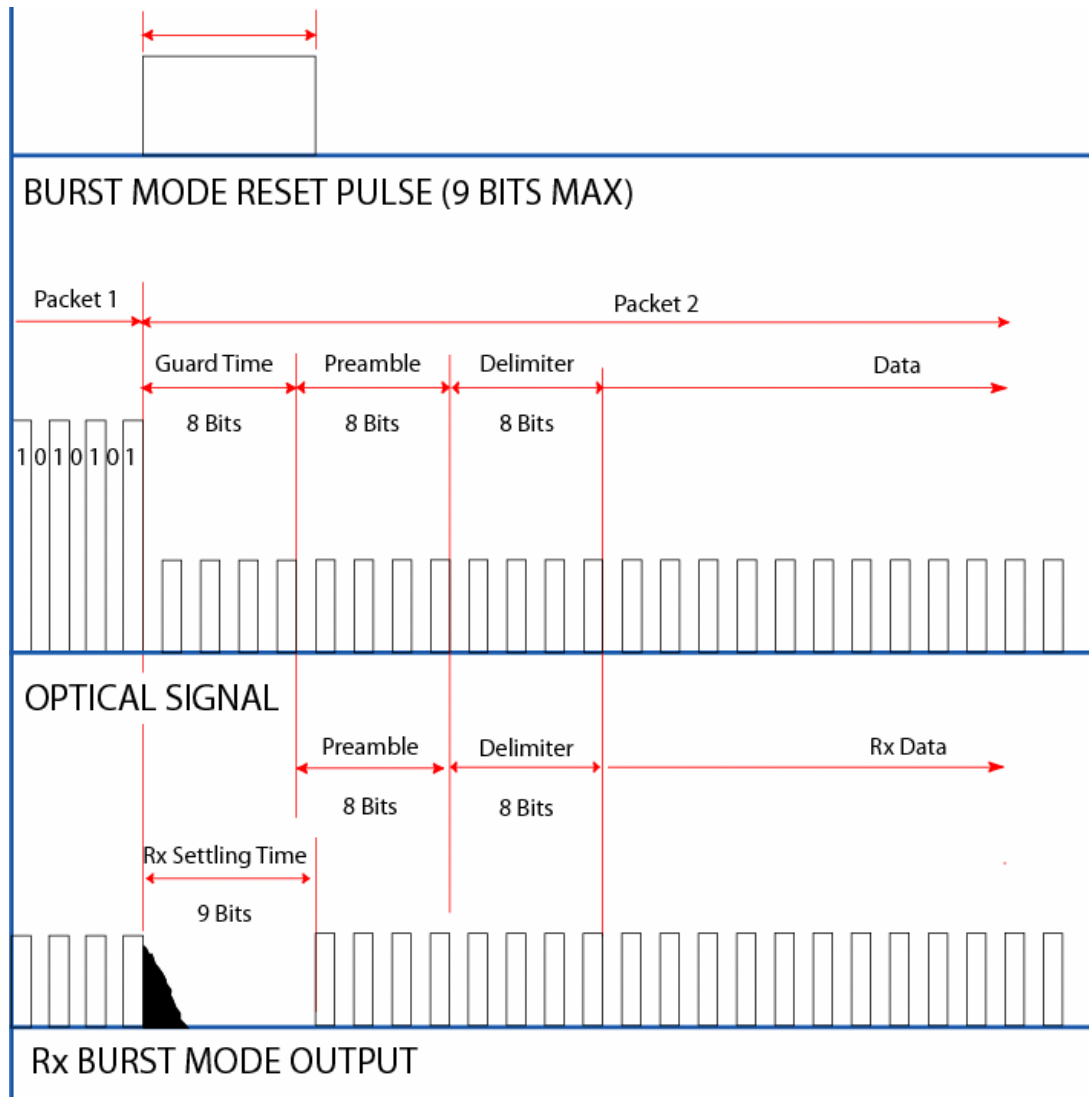 BURST MODE RESET PULSE (9 BITS MAX)
Packet 1
Packet 2
Guard Time
Preamble
Delimiter
Data
8 Bits
8 Bits
8 Bits
1 0 1 0 1 0 1
OPTICAL SIGNAL
Preamble
Delimiter
Rx Data
8 Bits
8 Bits
Rx Settling Time
9 Bits
Rx BURST MODE OUTPUT